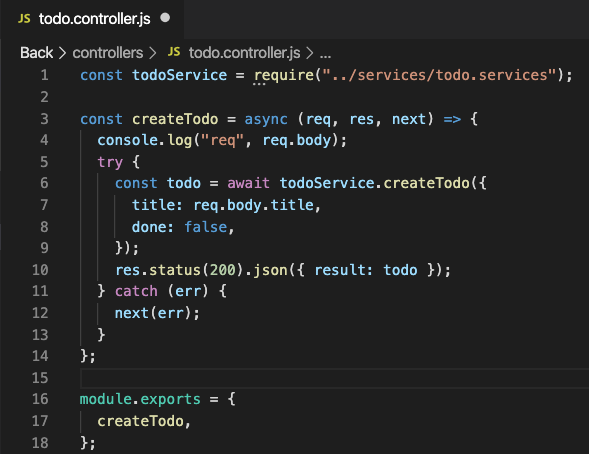 JS todo.controller.js ●
Back > controllers > JS todo.controller.js > ...
1 const todoService = require("../services/todo.services");
2
3 const createTodo = async (req, res, next) => {
4   console.log("req", req.body);
5   try {
6     const todo = await todoService.createTodo({
7       title: req.body.title,
8       done: false,
9     });
10     res.status(200).json({ result: todo });
11   } catch (err) {
12     next(err);
13   }
14 };
15
16 module.exports = {
17   createTodo,
18 };